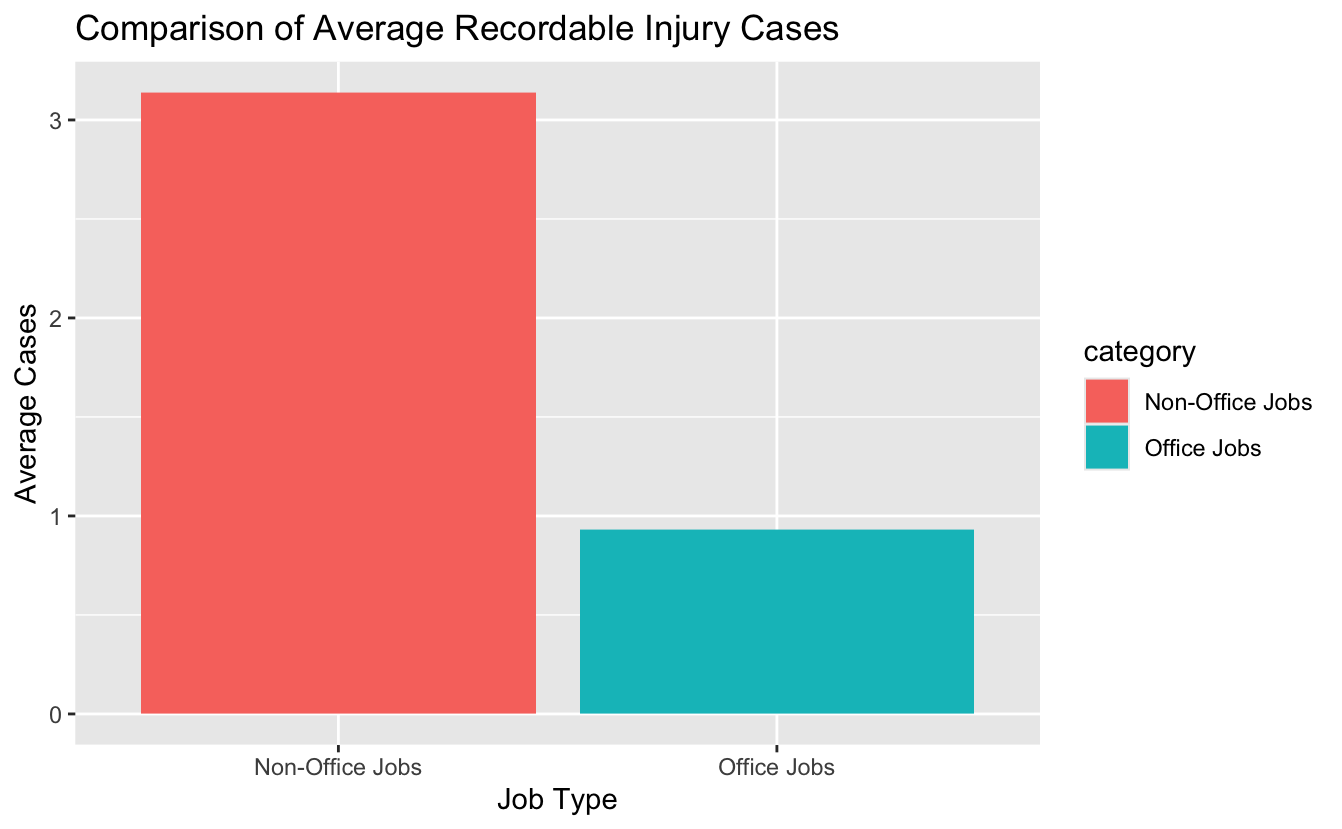 Comparison of Average Recordable Injury Cases
Average Cases
3
2
1
0
Non-Office Jobs
Office Jobs
Job Type
category
Non-Office Jobs
Office Jobs